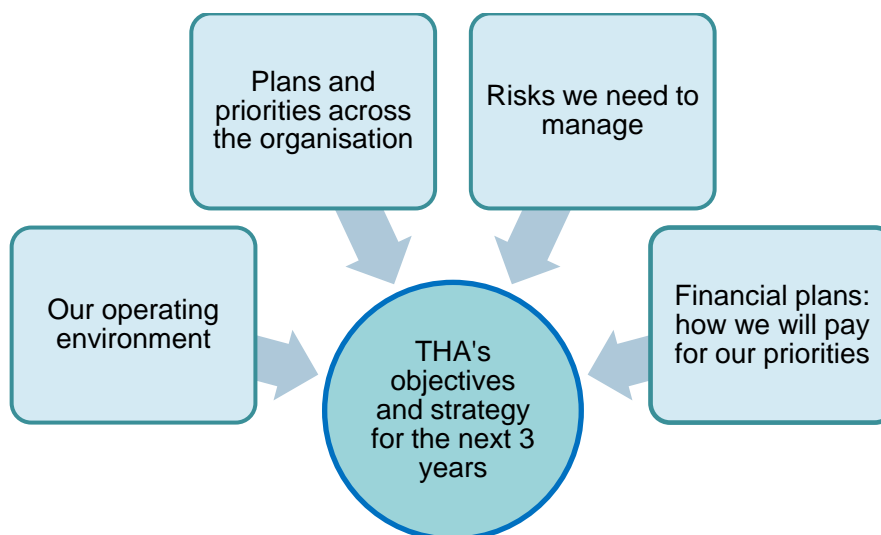 Plans and
priorities across
the organisation
Risks we need to
manage
Our operating
environment
Financial plans:
how we will pay
for our priorities
THA's
objectives
and strategy
for the next 3
years